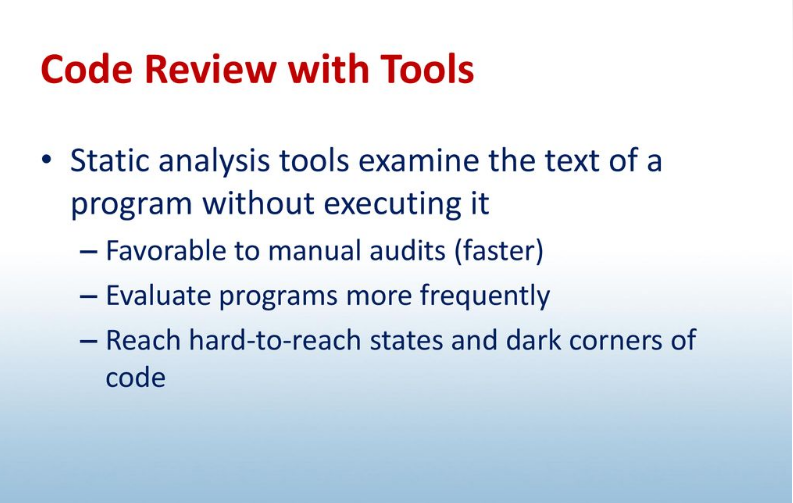 Code Review with Tools
• Static analysis tools examine the text of a
program without executing it
– Favorable to manual audits (faster)
– Evaluate programs more frequently
– Reach hard-to-reach states and dark corners of
code